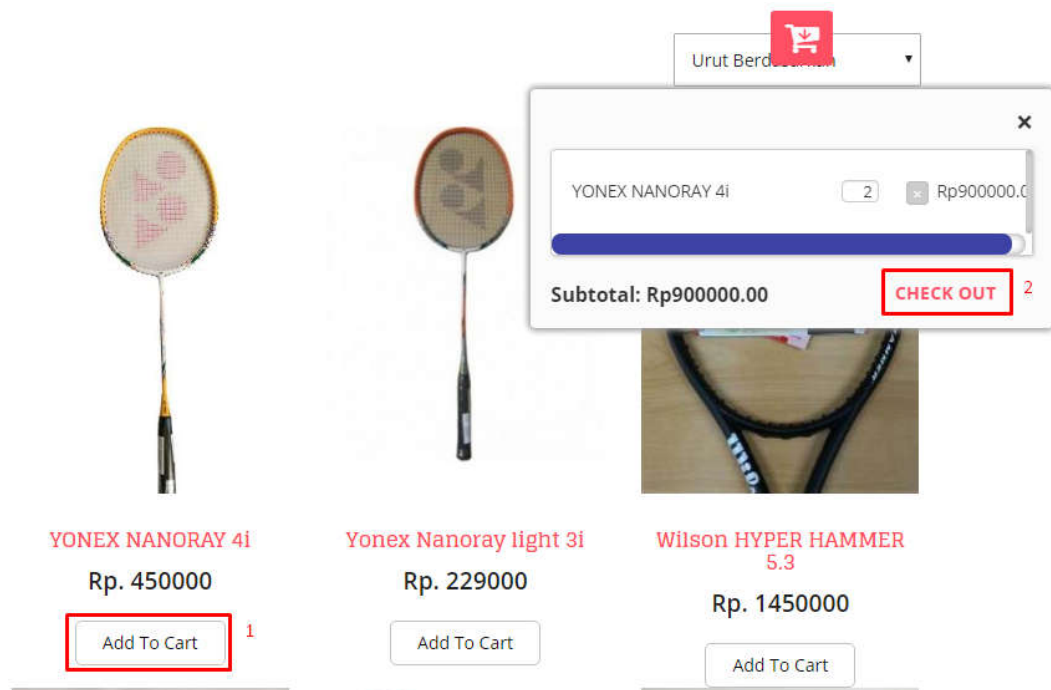 Urut Berdasarkan
×
YONEX NANORAY 4i 2 × Rp900000.0
Subtotal: Rp900000.00 CHECK OUT 2
YONEX NANORAY 4i
Rp. 450000
Add To Cart 1
Yonex Nanoray light 3i
Rp. 229000
Add To Cart
Wilson HYPER HAMMER
5.3
Rp. 1450000
Add To Cart